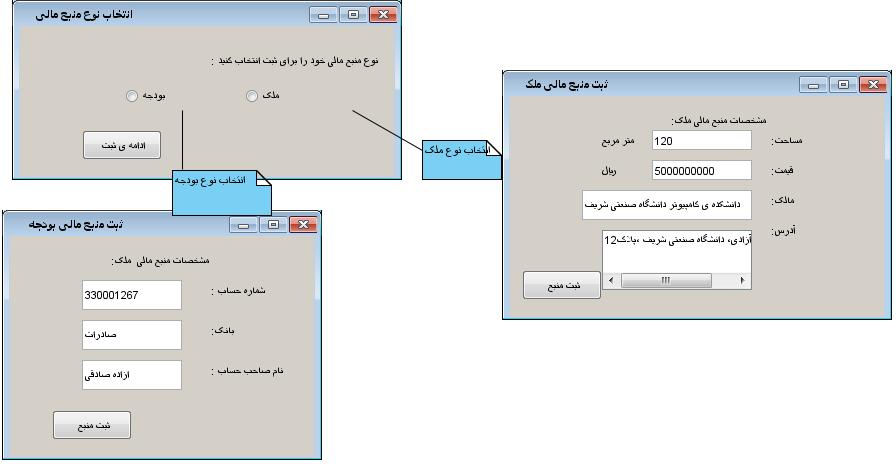 انتخاب نوع منبع مالی
نوع منبع مالی خود را برای ثبت انتخاب کنید :
ملک
بودجه
ادامه ی ثبت
انتخاب نوع ملک
انتخاب نوع بودجه
ثبت منبع مالی ملک
مشخصات منبع مالی ملک:
مساحت: 120 متر مربع
قیمت: 5000000000 ریال
مالک: دانشکده ی کامپیوتر دانشگاه صنعتی شریف
آدرس: آزادی، دانشگاه صنعتی شریف ،پلاک12
ثبت منبع
ثبت منبع مالی بودجه
مشخصات منبع مالی ملک:
شماره حساب : 330001267
بانک: صادرات
نام صاحب حساب : ازاده صادقی
ثبت منبع